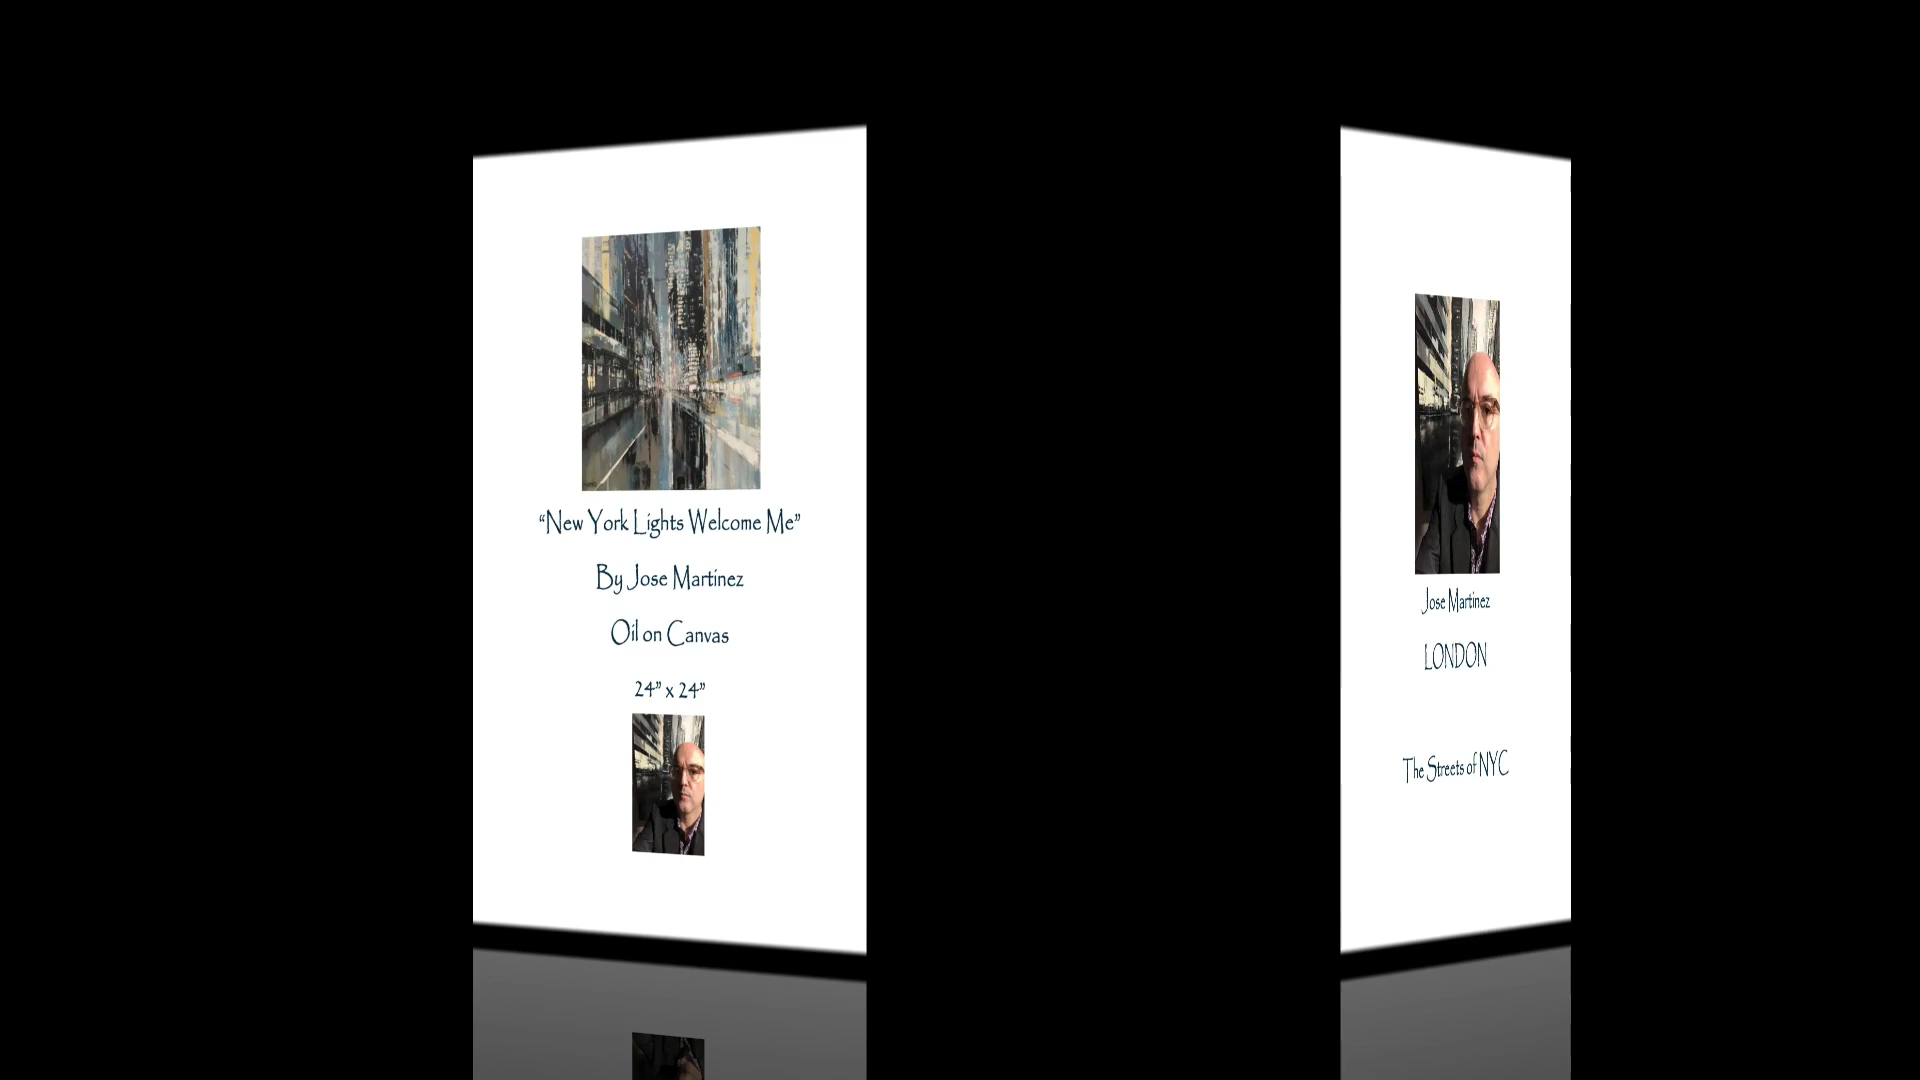 “New York Lights Welcome Me”
By Jose Martinez
Oil on Canvas
24” x 24”
Jose Martinez
LONDON
The Streets of NYC